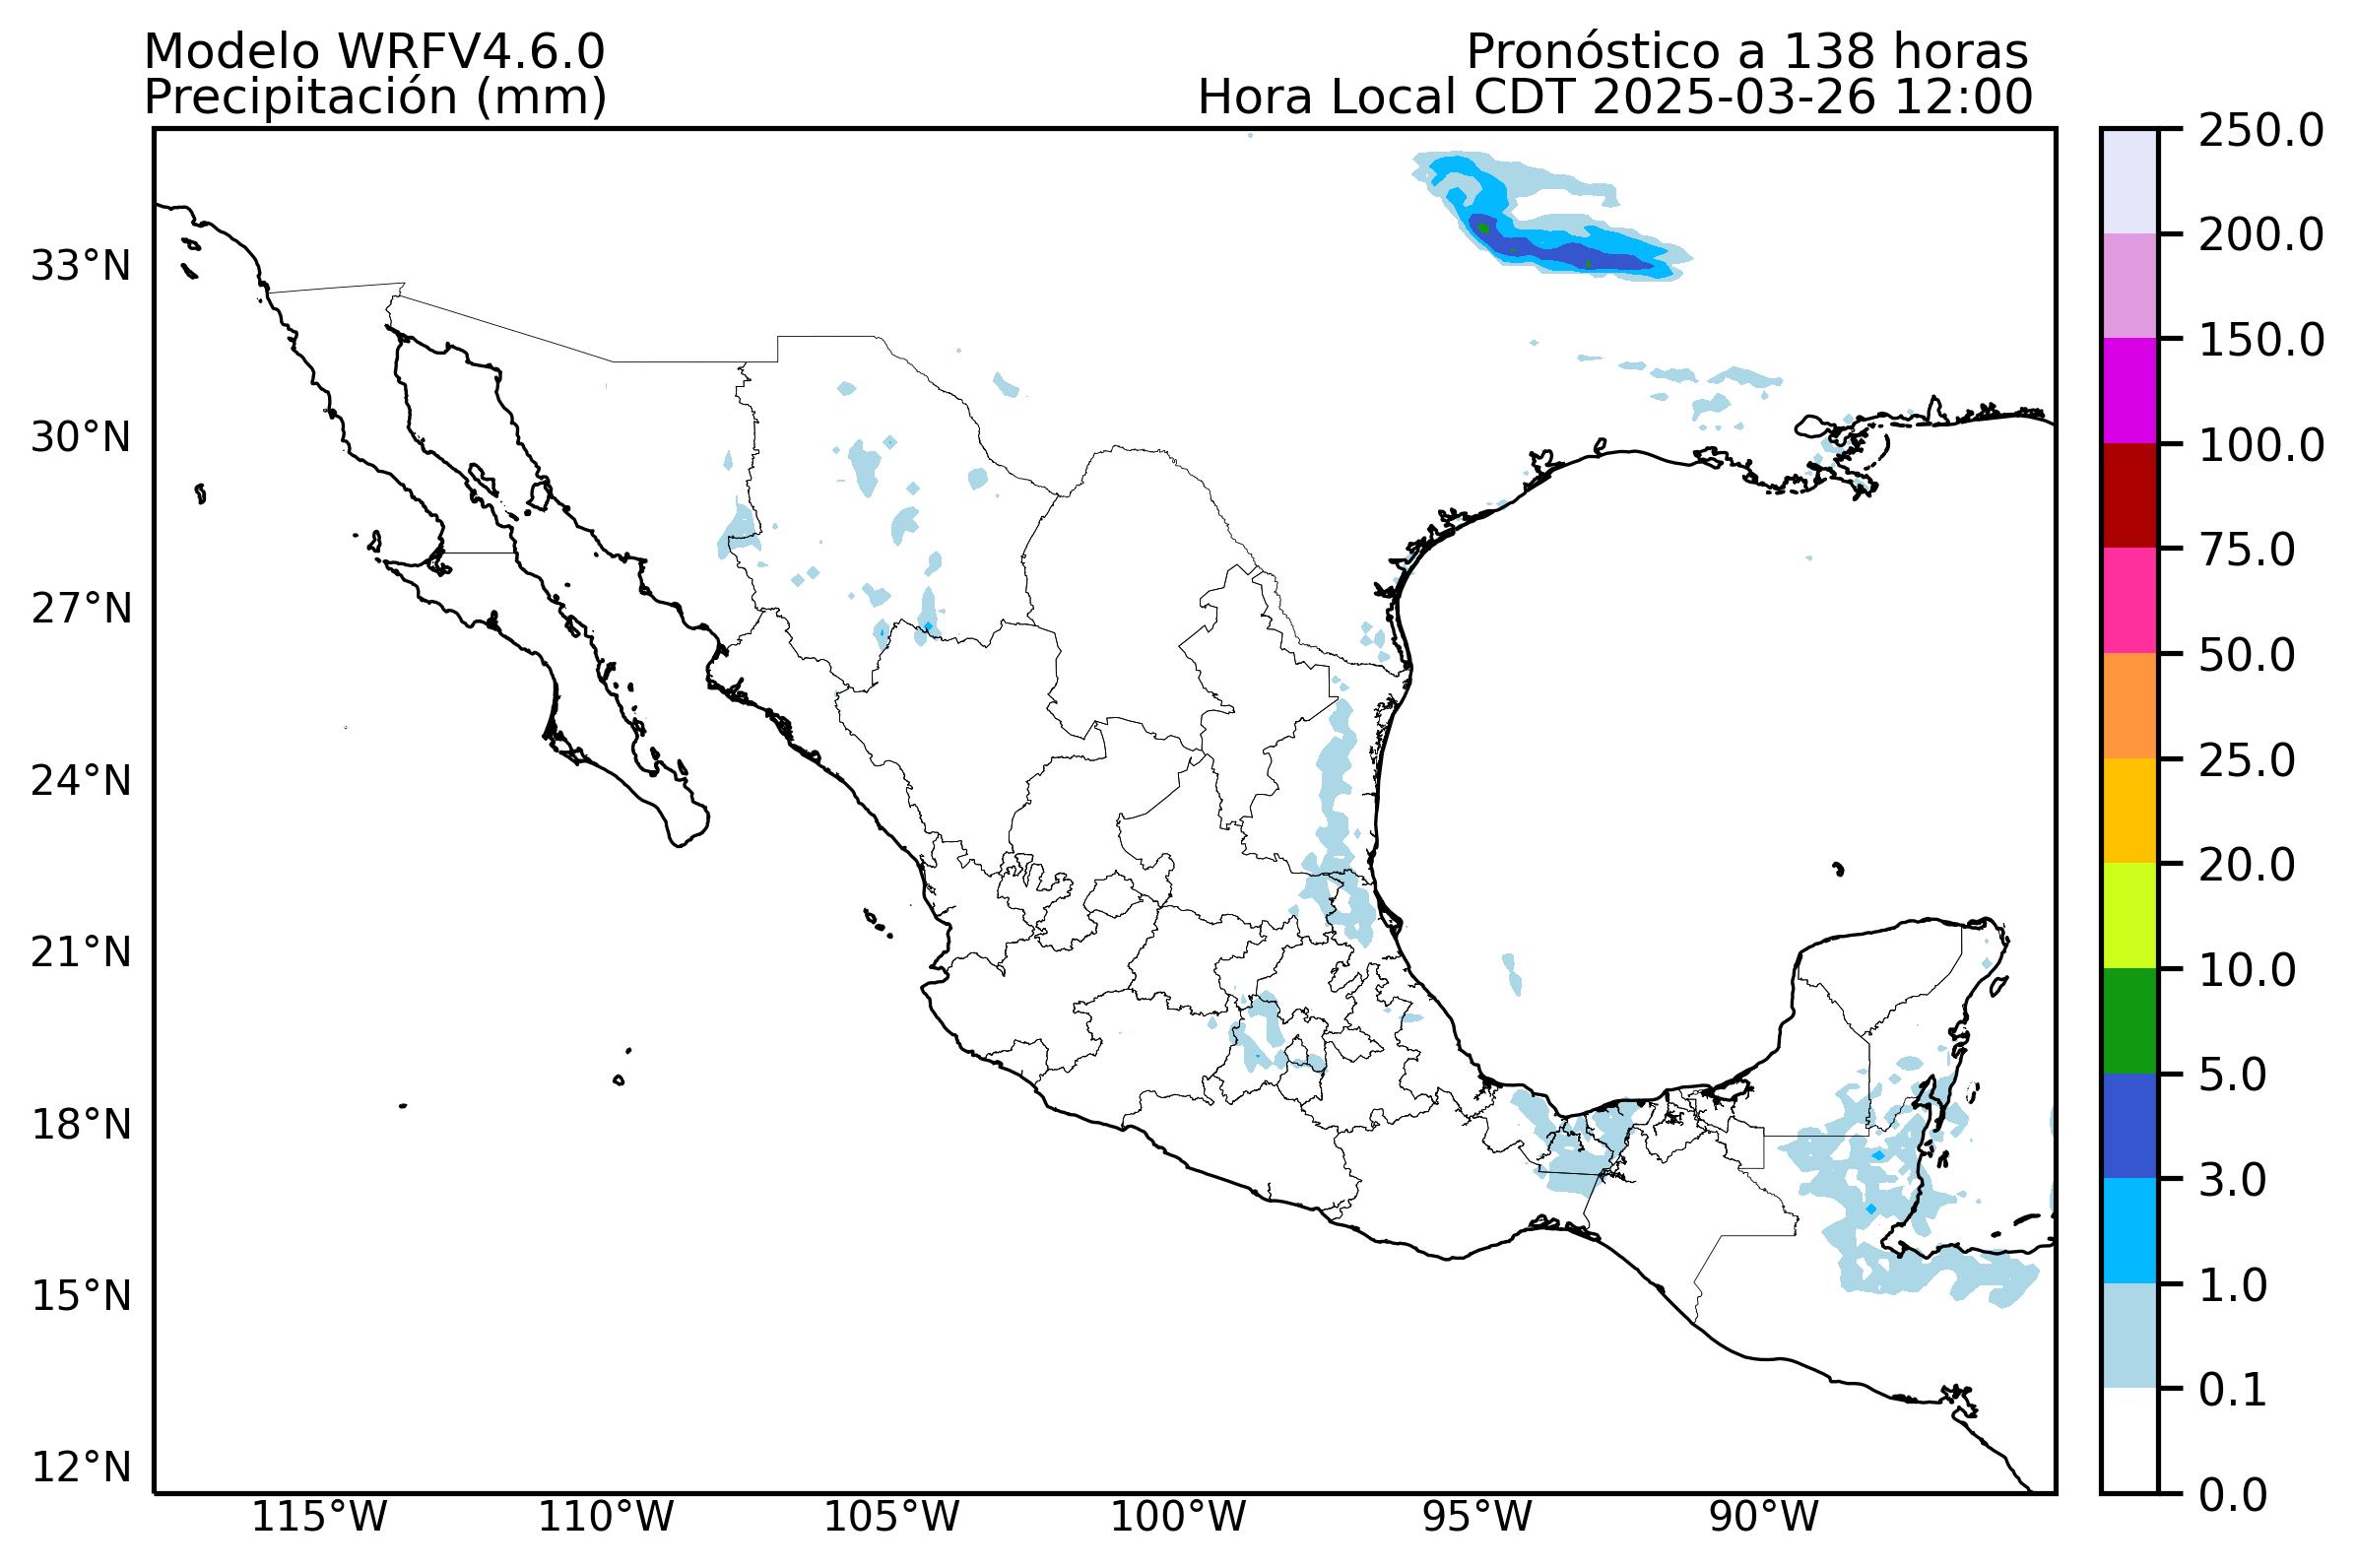 Modelo WRFV4.6.0
Precipitación (mm)
Pronóstico a 138 horas
Hora Local CDT 2025-03-26 12:00
33°N
30°N
27°N
24°N
21°N
18°N
15°N
12°N
115°W
110°W
105°W
100°W
95°W
90°W
250.0
200.0
150.0
100.0
75.0
50.0
25.0
20.0
10.0
5.0
3.0
1.0
0.1
0.0